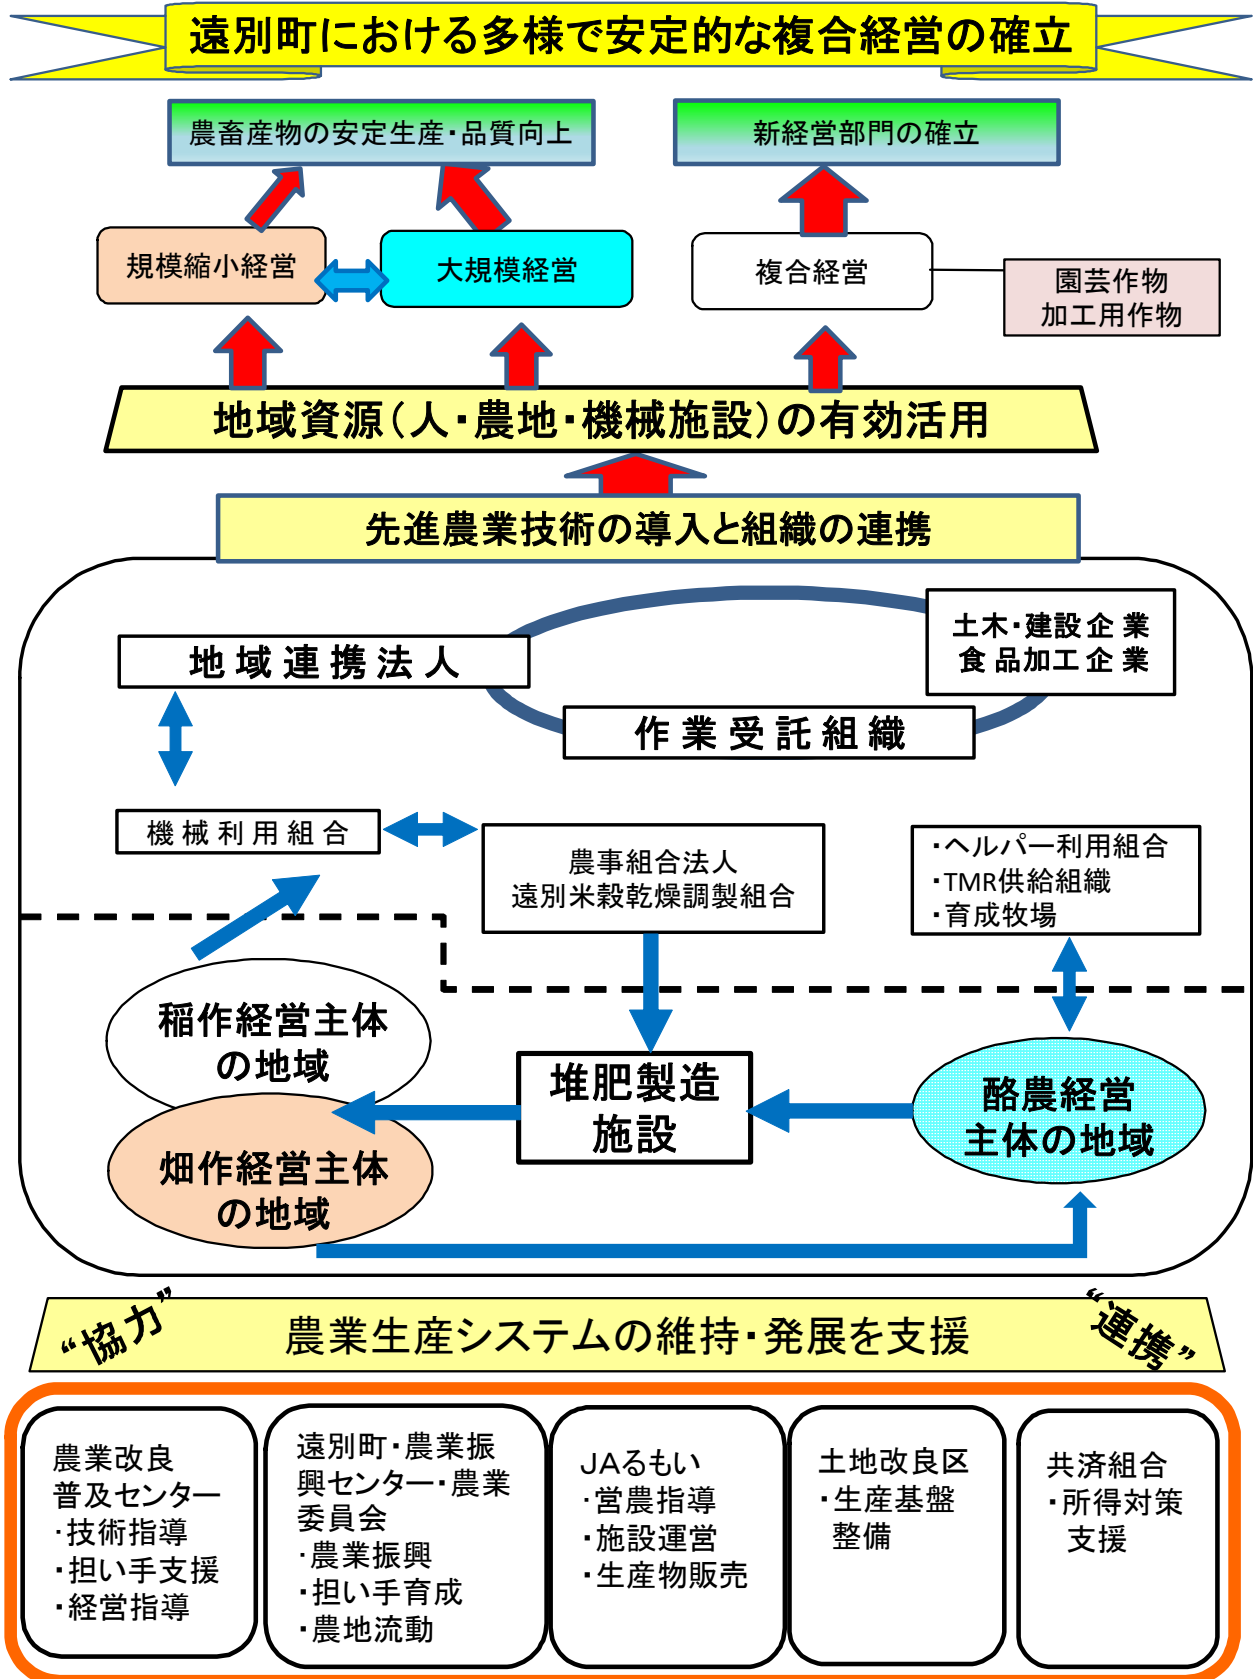 遠別町における多様で安定的な複合経営の確立
農畜産物の安定生産・品質向上
新経営部門の確立
規模縮小経営
大規模経営
複合経営
園芸作物
加工用作物
地域資源(人・農地・機械施設)の有効活用
先進農業技術の導入と組織の連携
土木・建設企業
食品加工企業
地域連携法人
作業受託組織
機械利用組合
農事組合法人
遠別米穀乾燥調製組合
・ヘルパー利用組合
・TMR供給組織
・育成牧場
稲作経営主体
の地域
堆肥製造
施設
酪農経営
主体の地域
畑作経営主体
の地域
“協力”
農業生産システムの維持・発展を支援
“連携”
農業改良
普及センター
・技術指導
・担い手支援
・経営指導
遠別町・農業振
興センター・農業
委員会
・農業振興
・担い手育成
・農地流動
JAるもい
・営農指導
・施設運営
・生産物販売
土地改良区
・生産基盤
整備
共済組合
・所得対策
支援